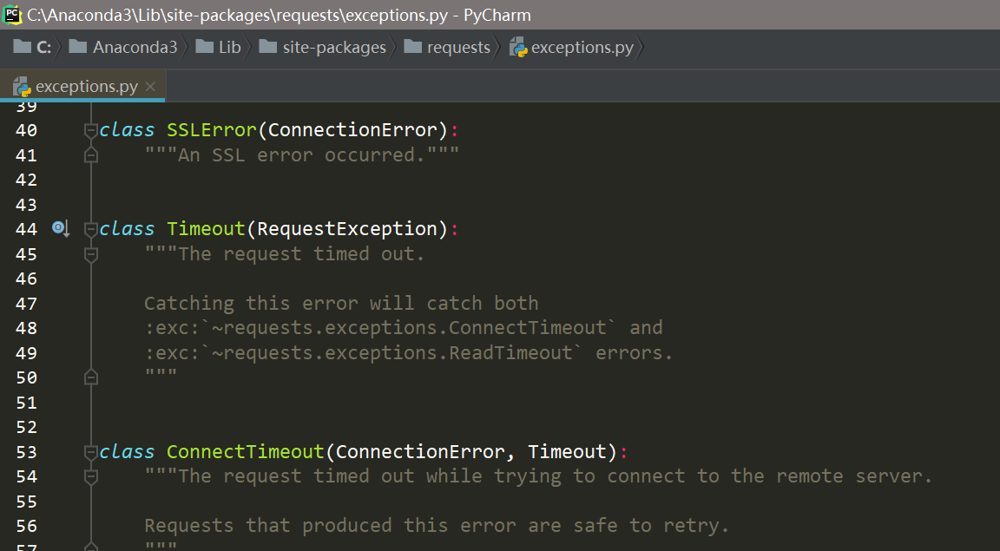 PC C:\Anaconda3\Lib\site-packages\requests\exceptions.py - PyCharm
C: Anaconda3 Lib site-packages requests exceptions.py
exceptions.py ×
39
40 class SSLError(ConnectionError):
41 """An SSL error occurred."""
42
43
44 class Timeout(RequestException):
45 """The request timed out.
46
47 Catching this error will catch both
48 :exc:`~requests.exceptions.ConnectTimeout` and
49 :exc:`~requests.exceptions.ReadTimeout` errors.
50 """
51
52
53 class ConnectTimeout(ConnectionError, Timeout):
54 """The request timed out while trying to connect to the remote server.
55
56 Requests that produced this error are safe to retry.
57 """